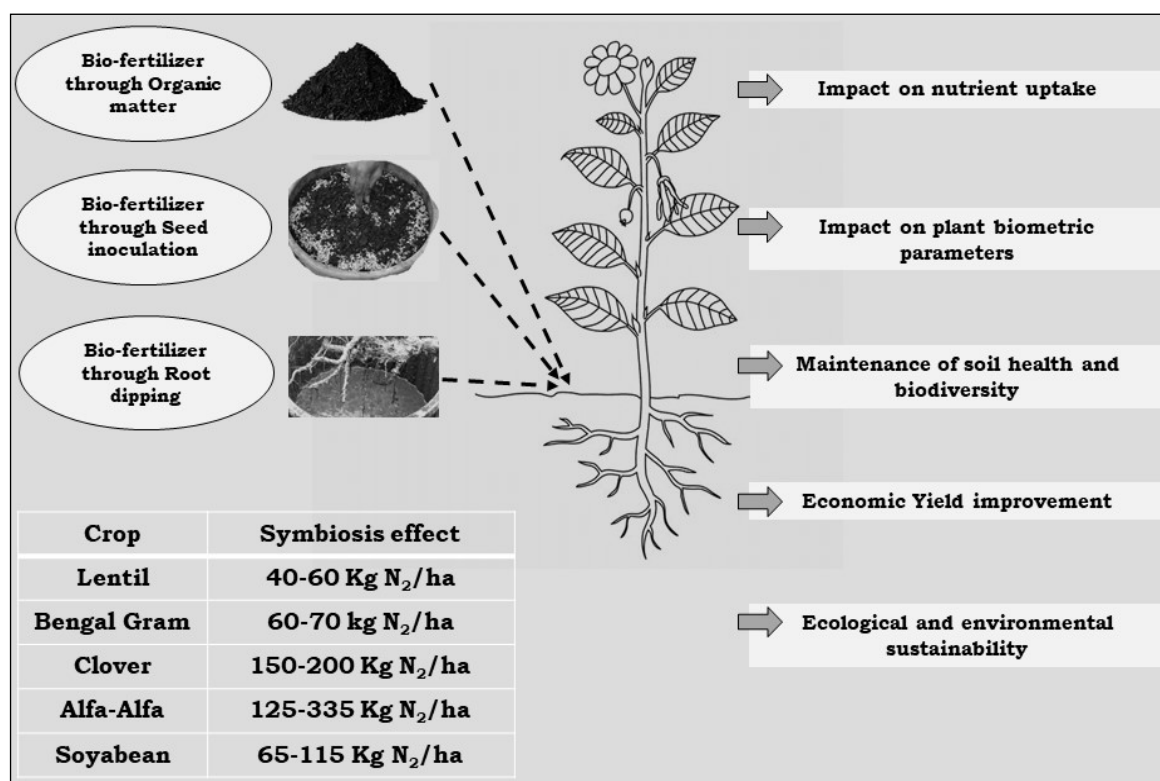 Bio-fertilizer
through Organic
matter
Bio-fertilizer
through Seed
inoculation
Bio-fertilizer
through Root
dipping
Impact on nutrient uptake
Impact on plant biometric
parameters
Maintenance of soil health and
biodiversity
Economic Yield improvement
Ecological and environmental
sustainability
Crop Symbiosis effect
Lentil 40-60 Kg N₂/ha
Bengal Gram 60-70 kg N₂/ha
Clover 150-200 Kg N₂/ha
Alfa-Alfa 125-335 Kg N₂/ha
Soyabean 65-115 Kg N₂/ha